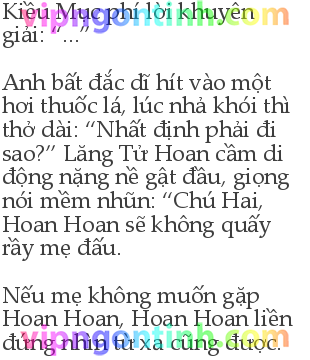 Kiều Mục phí lời khuyên
giải: “...”
Anh bất đắc dĩ hít vào một
hơi thuốc lá, lúc nhả khói thì
thở dài: “Nhất định phải đi
sao?” Lăng Tử Hoan cầm di
động nặng nề gật đầu, giọng
nói mềm nhũn: “Chú Hai,
Hoan Hoan sẽ không quấy
rầy mẹ đấu.
Nếu mẹ không muốn gặp
Hoan Hoan, Hoan Hoan liền
đứng nhìn từ xa cũng được.
vipngontinh.com
vipngontinh.com